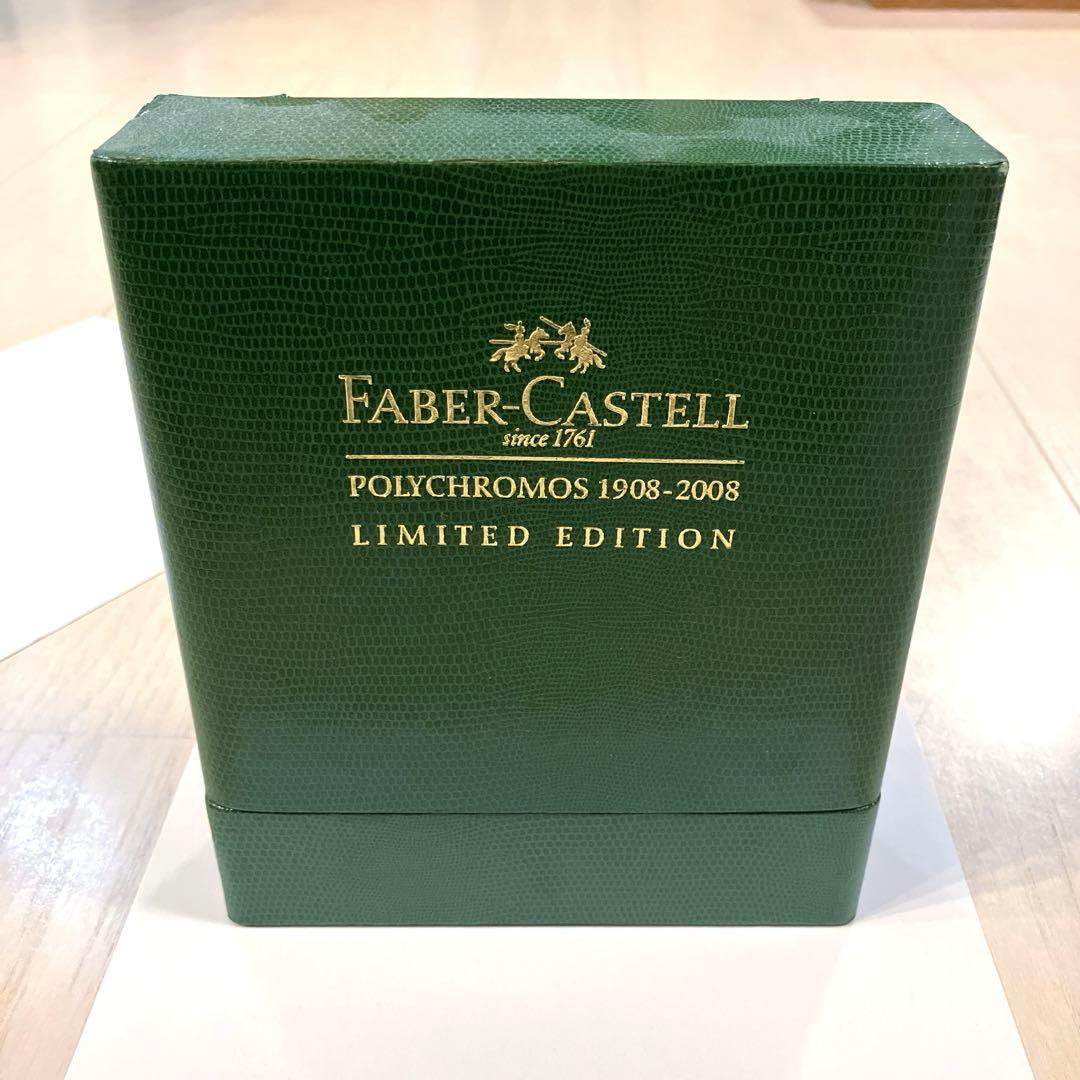 FABER-CASTELL
since 1761
POLYCHROMOS 1908-2008
LIMITED EDITION